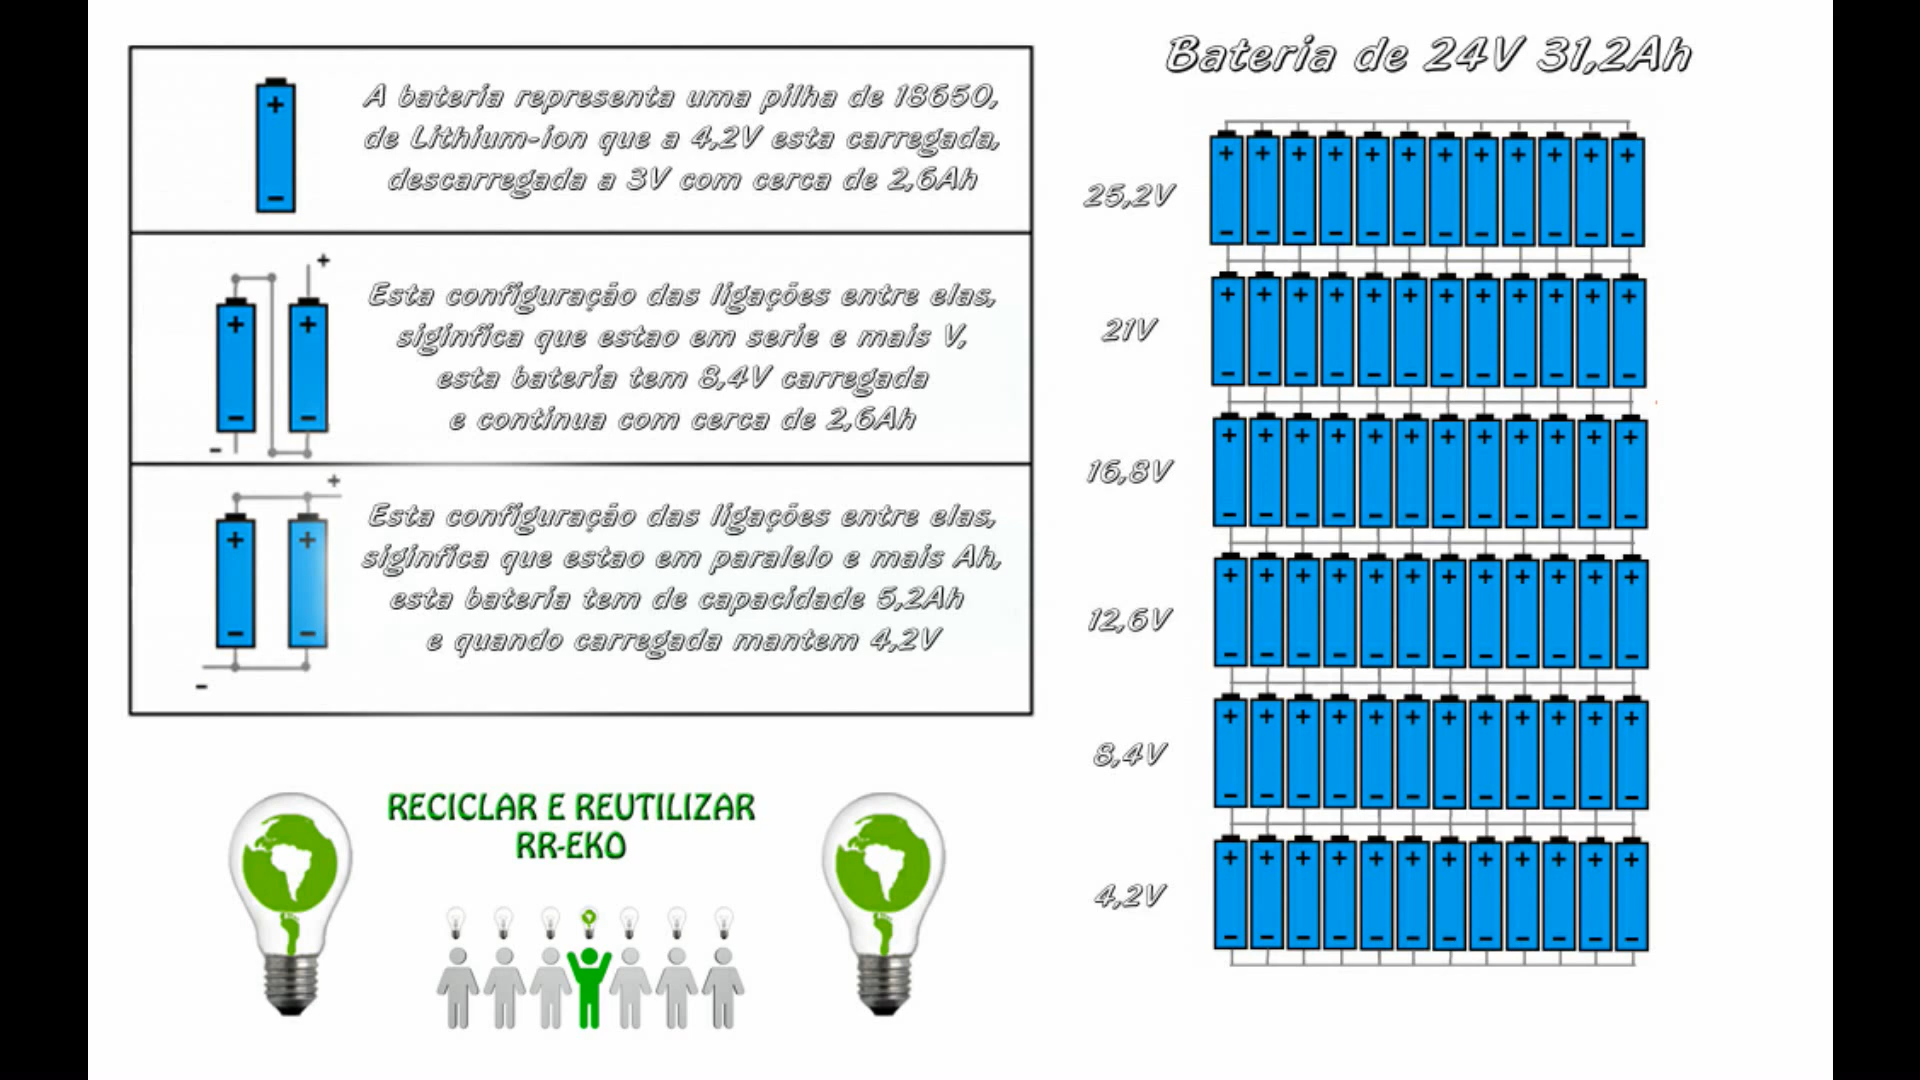 A bateria representa uma pilha de 18650,
de Lithium-ion que a 4,2V esta carregada,
descarregada a 3V com cerca de 2,6Ah
Esta configuração das ligações entre elas,
siginfica que estao em serie e mais V,
esta bateria tem 8,4V carregada
e continua com cerca de 2,6Ah
Esta configuração das ligações entre elas,
siginfica que estao em paralelo e mais Ah,
esta bateria tem de capacidade 5,2Ah
e quando carregada mantem 4,2V
RECICLAR E REUTILIZAR
RR-EKO
Bateria de 24V 31,2Ah
25,2V
21V
16,8V
12,6V
8,4V
4,2V